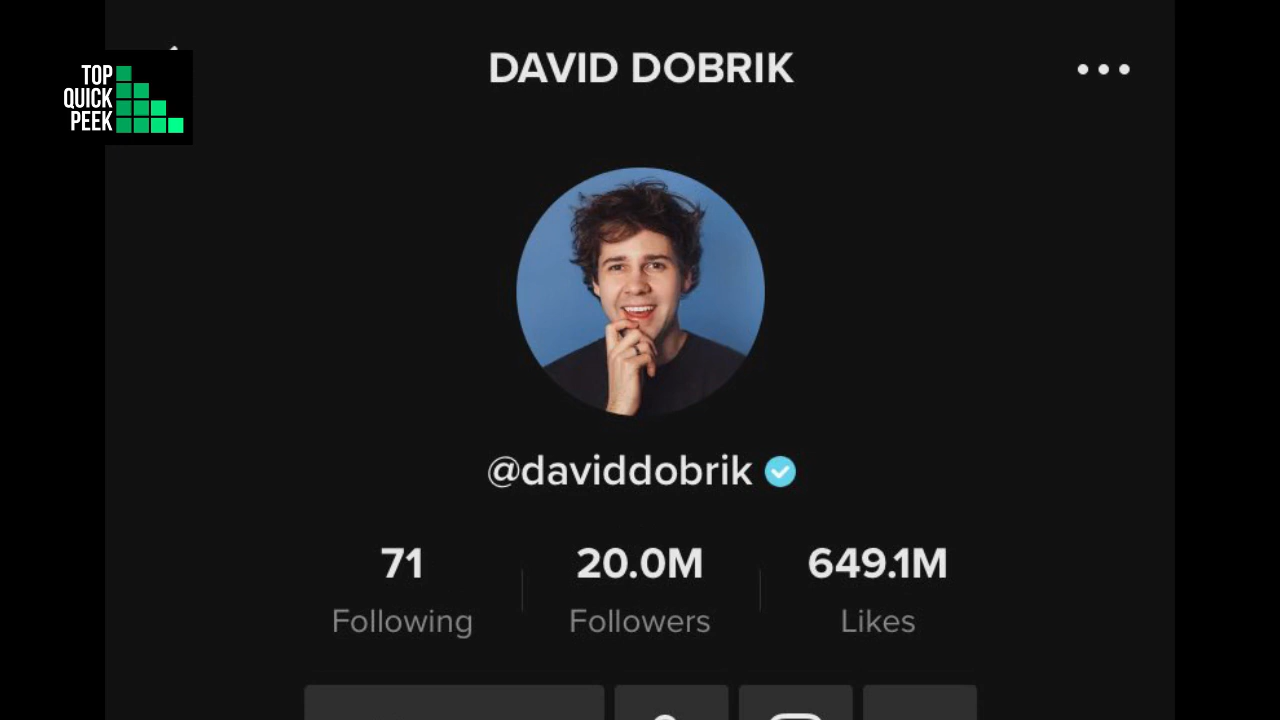 DAVID DOBRIK
TOP
QUICK
PEEK
@daviddobrik
71 20.0M 649.1M
Following Followers Likes